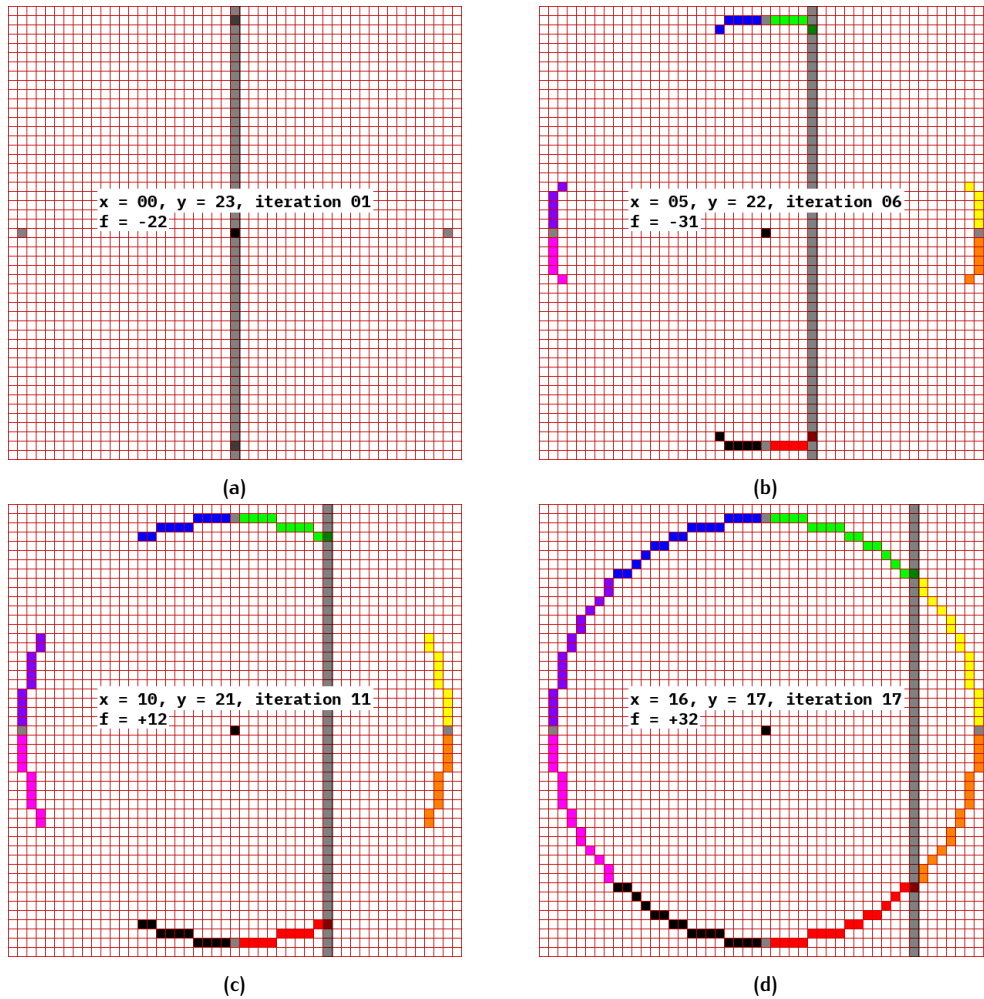 x = 00, y = 23, iteration 01
f = -22
(a)
x = 05, y = 22, iteration 06
f = -31
(b)
x = 10, y = 21, iteration 11
f = +12
(c)
x = 16, y = 17, iteration 17
f = +32
(d)